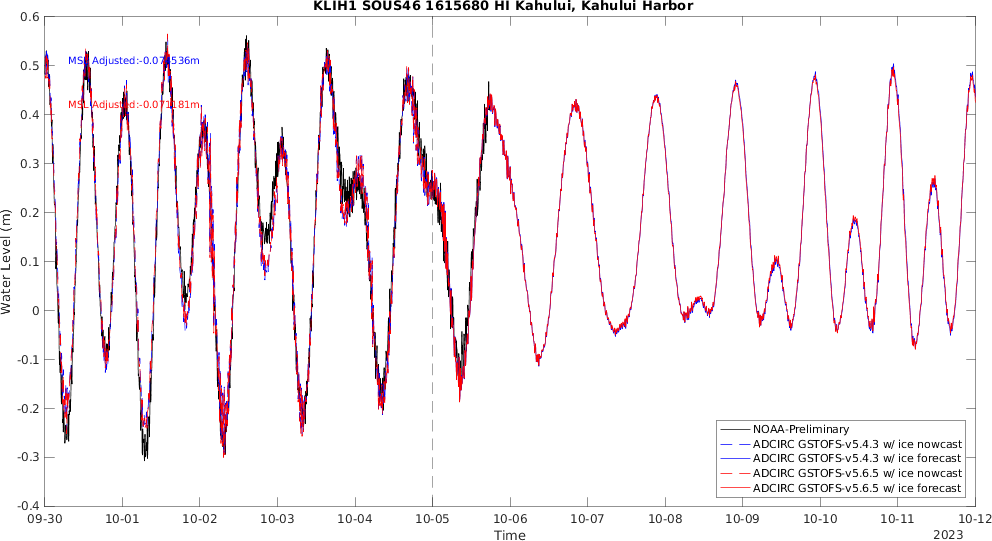 KLIH1 SOUS46 1615680 HI Kahului, Kahului Harbor
0.6
0.5
0.4
0.3
0.2
0.1
0
-0.1
-0.2
-0.3
-0.4
Water Level (m)
MSL Adjusted:-0.074536m
MSL Adjusted:-0.071181m
NOAA-Preliminary
ADCIRC GSTOFS-v5.4.3 w/ ice nowcast
ADCIRC GSTOFS-v5.4.3 w/ ice forecast
ADCIRC GSTOFS-v5.6.5 w/ ice nowcast
ADCIRC GSTOFS-v5.6.5 w/ ice forecast
09-30 10-01 10-02 10-03 10-04 10-05 10-06 10-07 10-08 10-09 10-10 10-11 10-12
Time
2023